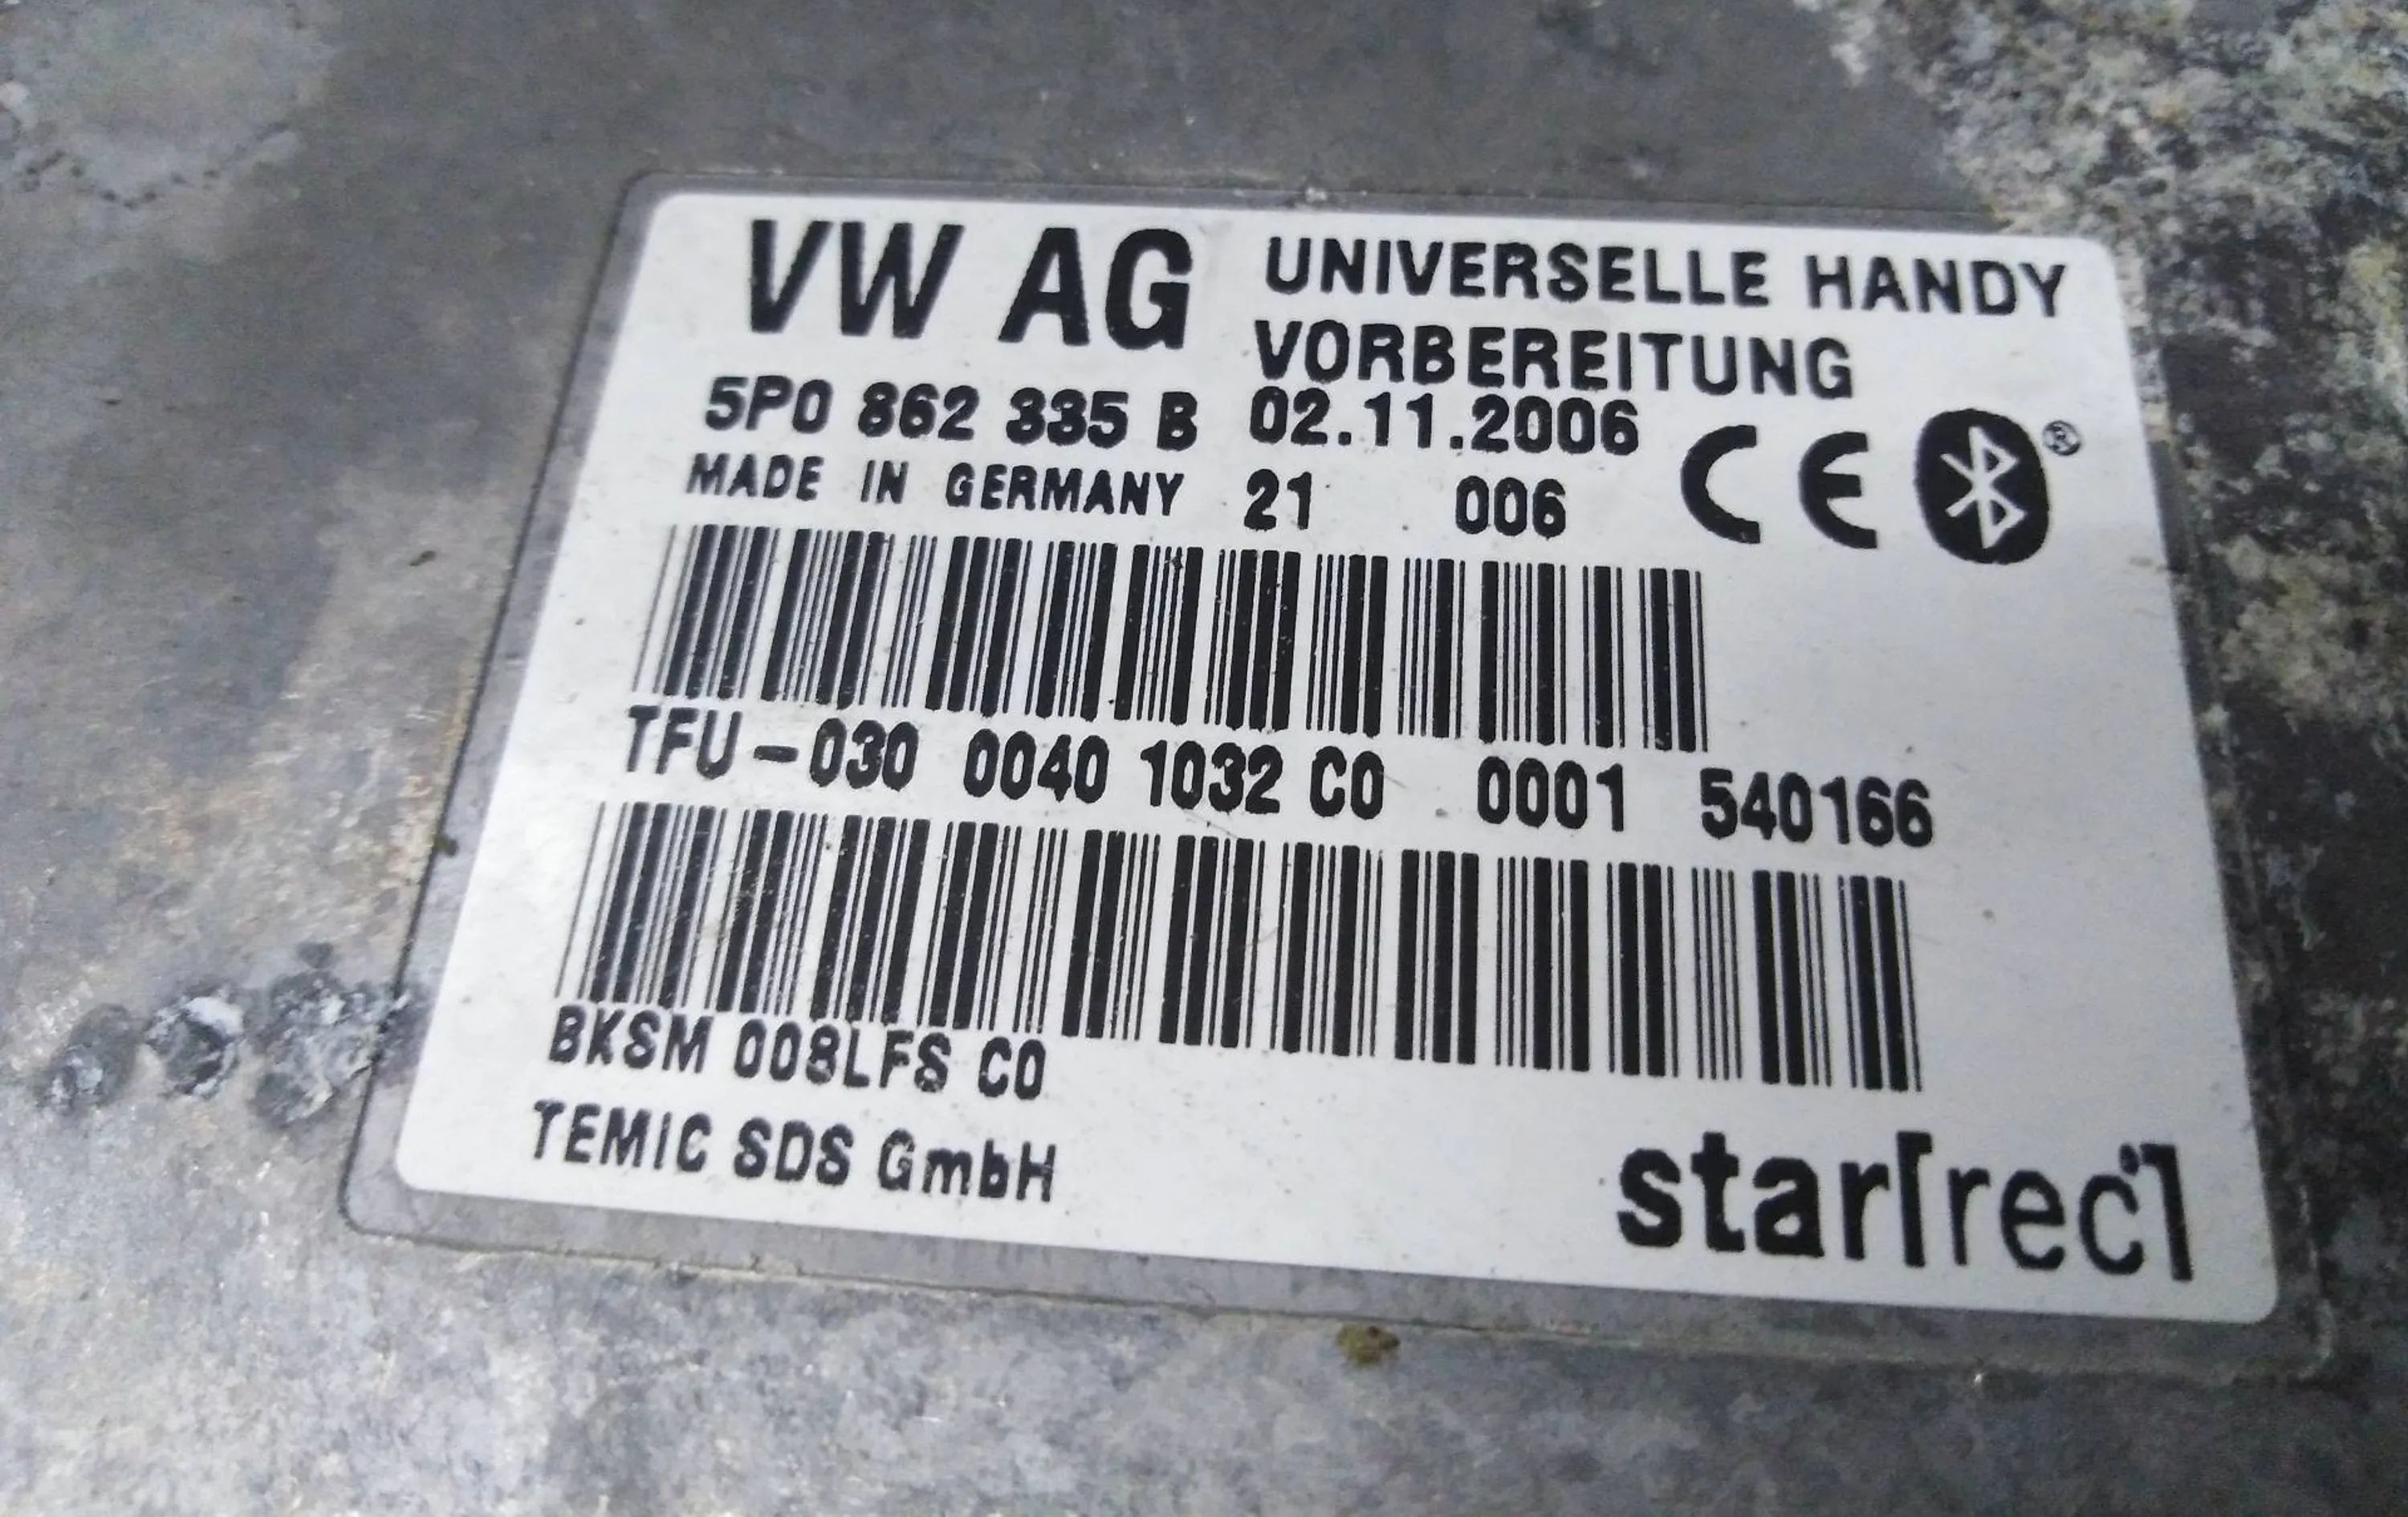 VW AG UNIVERSELLE HANDY
VORBEREITUNG
5P0 862 335 B 02.11.2006
MADE IN GERMANY 21 006 CE ®
TFU-030 0040 1032 C0 0001 540166
BKSM 008LFS C0
TEMIC SDS GmbH
star[rec]